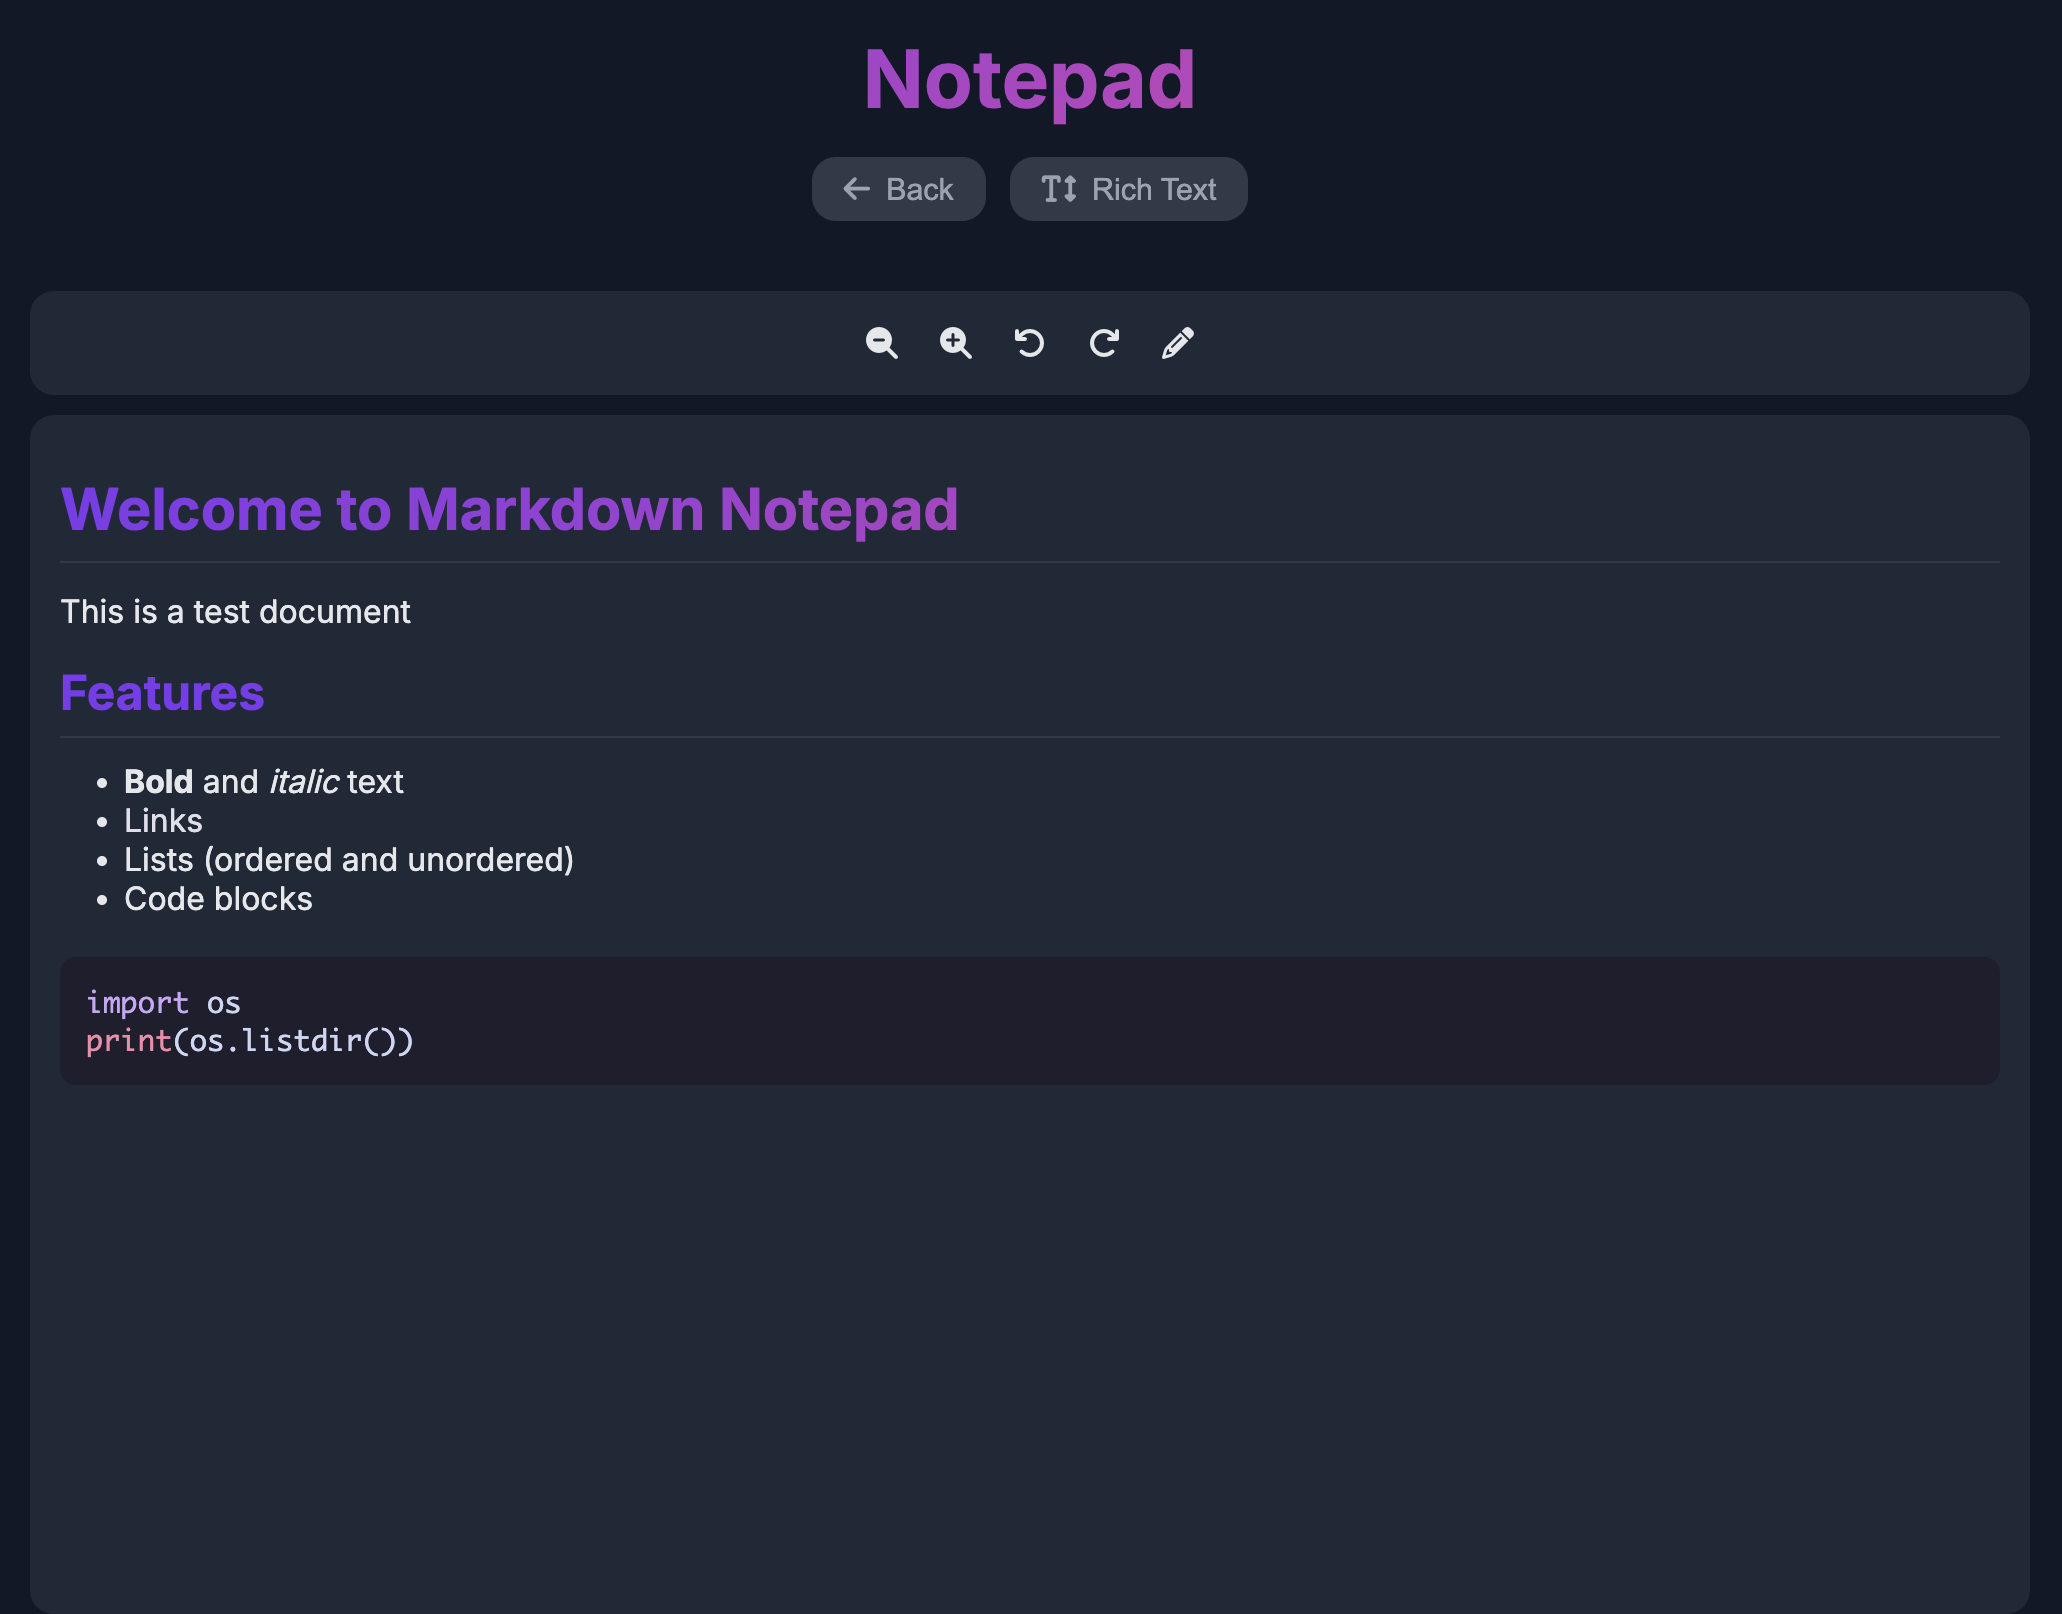 Notepad
Back
Rich Text
Welcome to Markdown Notepad
This is a test document
Features
• Bold and italic text
• Links
• Lists (ordered and unordered)
• Code blocks
import os
print(os.listdir())